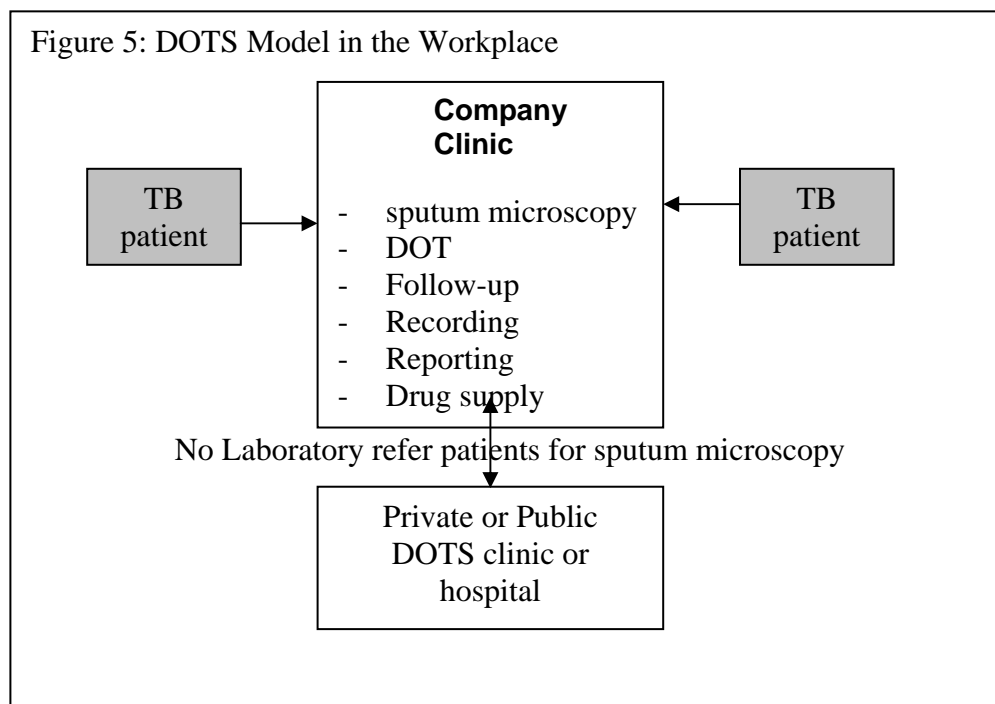 Figure 5: DOTS Model in the Workplace
Company
Clinic
TB
patient
- sputum microscopy
- DOT
- Follow-up
- Recording
- Reporting
- Drug supply
TB
patient
No Laboratory refer patients for sputum microscopy
Private or Public
DOTS clinic or
hospital